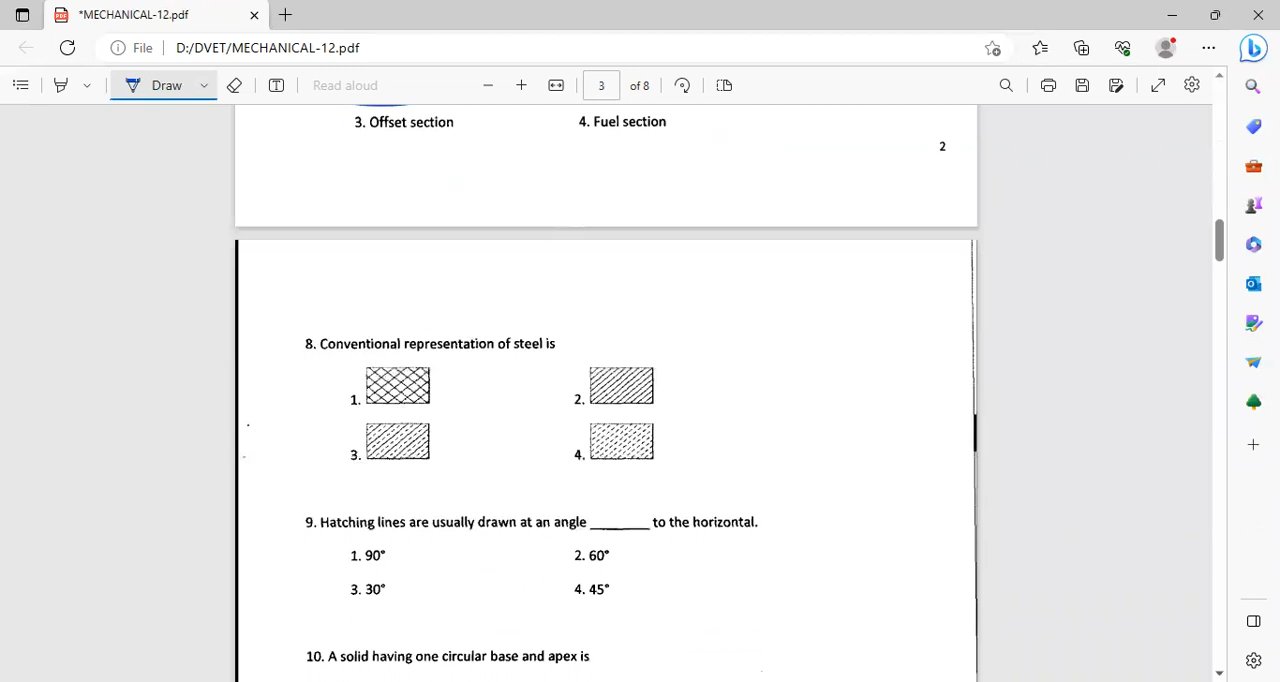 *MECHANICAL-12.pdf
File D:/DVET/MECHANICAL-12.pdf
Draw Read aloud 3 of 8
3. Offset section 4. Fuel section
2
8. Conventional representation of steel is
1. 2.
3. 4.
9. Hatching lines are usually drawn at an angle ______ to the horizontal.
1. 90° 2. 60°
3. 30° 4. 45°
10. A solid having one circular base and apex is